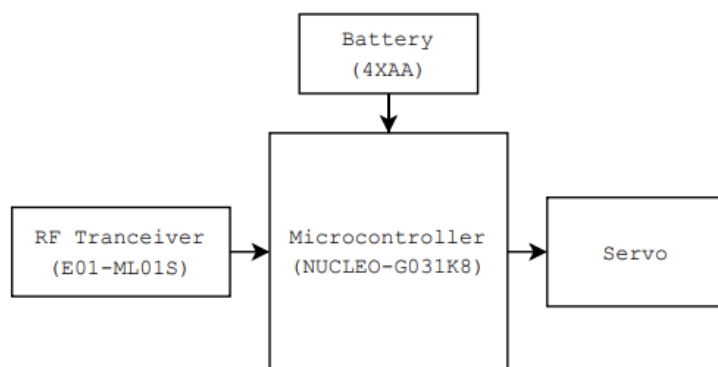 Battery
(4XAA)
RF Tranceiver
(E01-ML01S)
Microcontroller
(NUCLEO-G031K8)
Servo